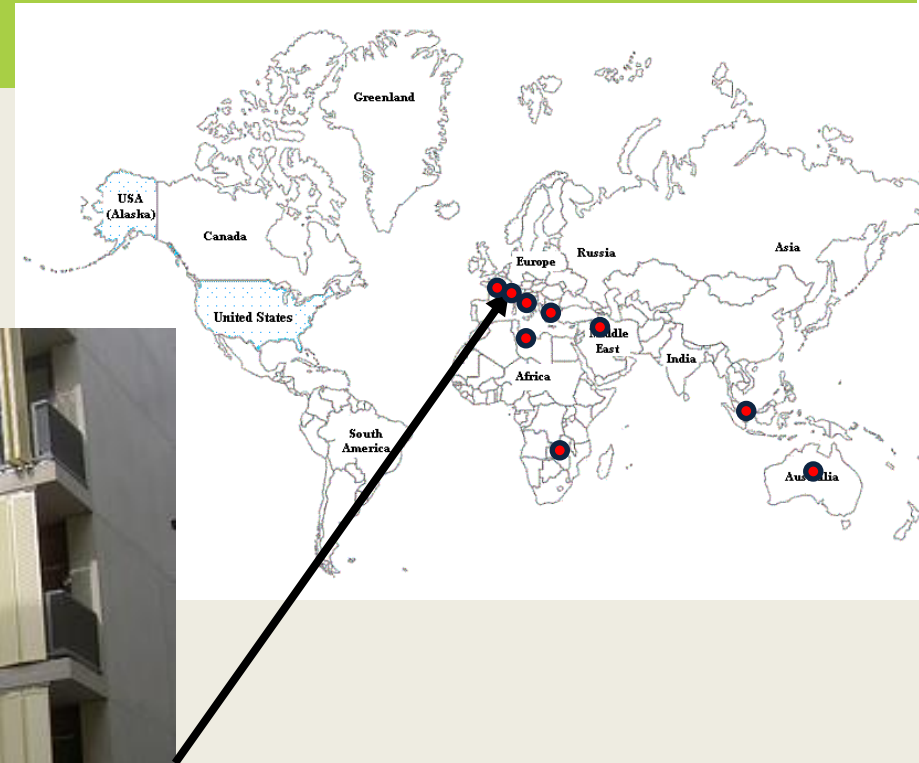 Greenland
USA
(Alaska)
Canada
Europe
Russia
Asia
United States
Middle
East
India
Africa
South
America
Australia